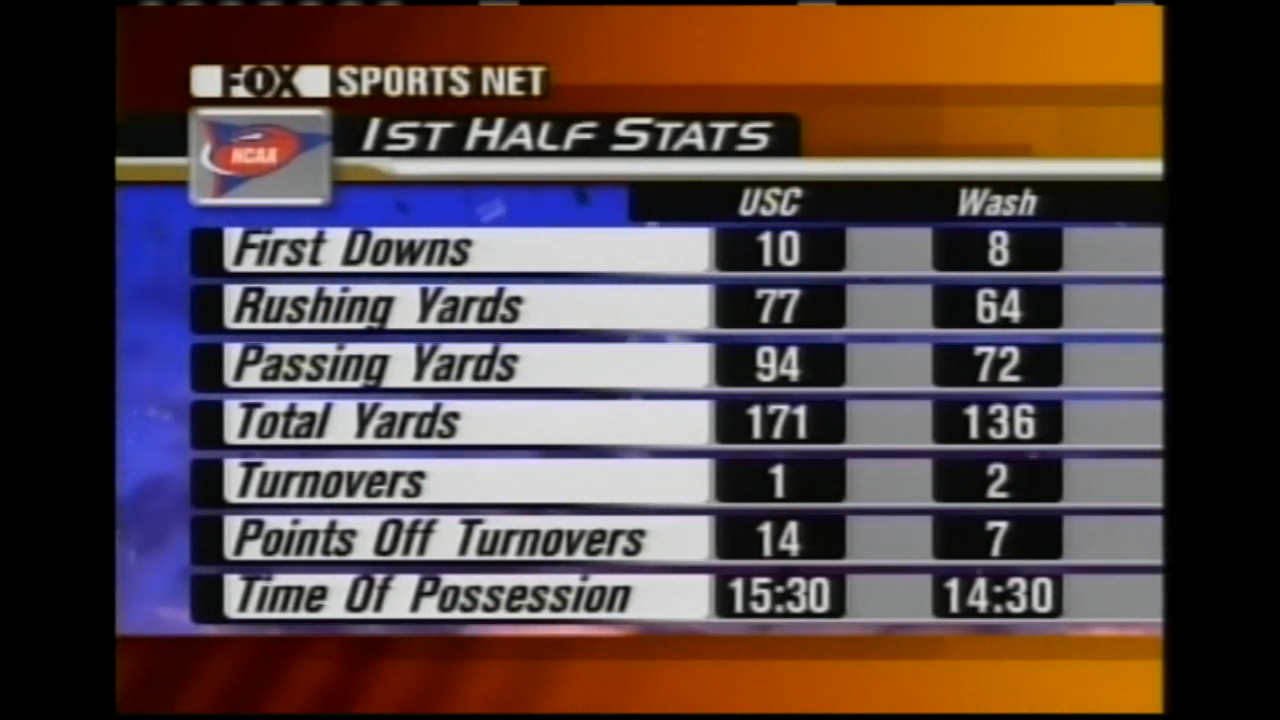 FOX SPORTS NET
NCAA
1ST HALF STATS
USC Wash
First Downs 10 8
Rushing Yards 77 64
Passing Yards 94 72
Total Yards 171 136
Turnovers 1 2
Points Off Turnovers 14 7
Time Of Possession 15:30 14:30